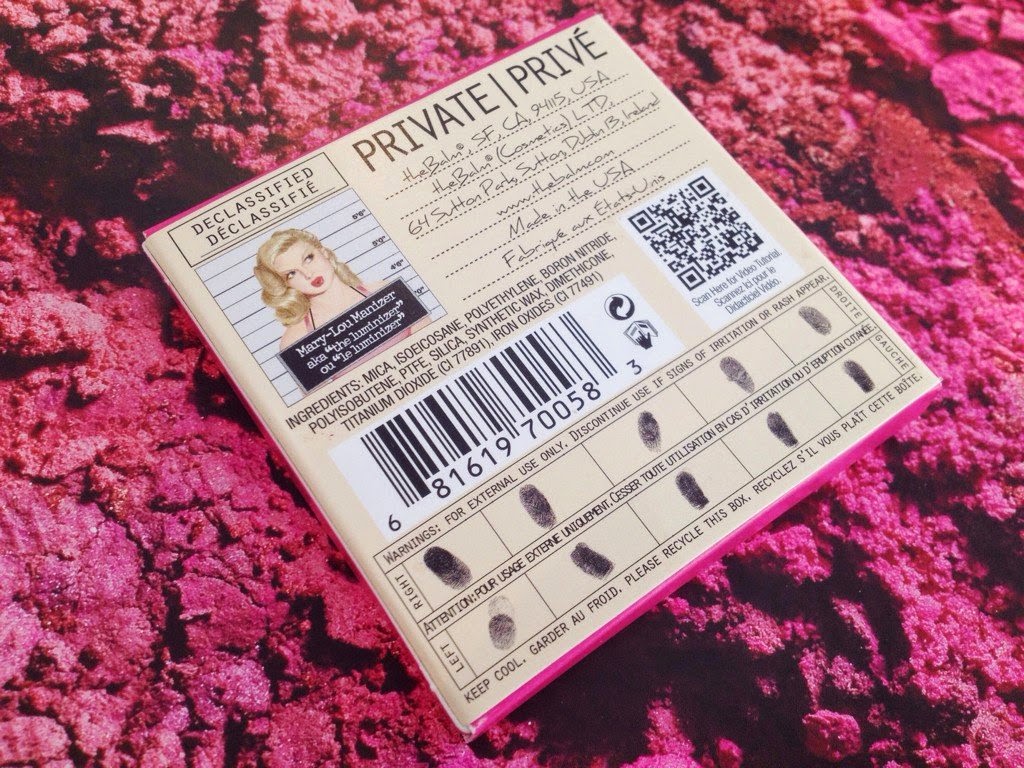 PRIVATE | PRIVÉ
theBalm®, SF, CA, 94115, USA
theBalm® (Cosmetics) LTD,
64 Sutton Park, Sutton, Dublin 13, Ireland
www.thebalm.com
Made in the USA
Fabriqué aux États-Unis
DECLASSIFIED
DÉCLASSIFIÉ
Mary-Lou Manizer
aka "the luminizer"
ou "le luminizer"
INGREDIENTS: MICA, ISOEICOSANE, POLYETHYLENE, BORON NITRIDE,
POLYISOBUTENE, PTFE, SILICA, SYNTHETIC WAX, DIMETHICONE,
TITANIUM DIOXIDE (CI 77891), IRON OXIDES (CI 77491)
Scan Here for Video Tutorial.
Scannez ici pour le
Didacticiel Vidéo.
6 81619 70058 3
WARNINGS: FOR EXTERNAL USE ONLY. DISCONTINUE USE IF SIGNS OF IRRITATION OR RASH APPEAR.
RIGHT
DROITE
ATTENTION: POUR USAGE EXTERNE UNIQUEMENT. CESSER TOUTE UTILISATION EN CAS D'IRRITATION OU D'ÉRUPTION CUTANÉE.
LEFT
GAUCHE
KEEP COOL. GARDER AU FROID. PLEASE RECYCLE THIS BOX. RECYCLEZ S'IL VOUS PLAÎT CETTE BOÎTE.